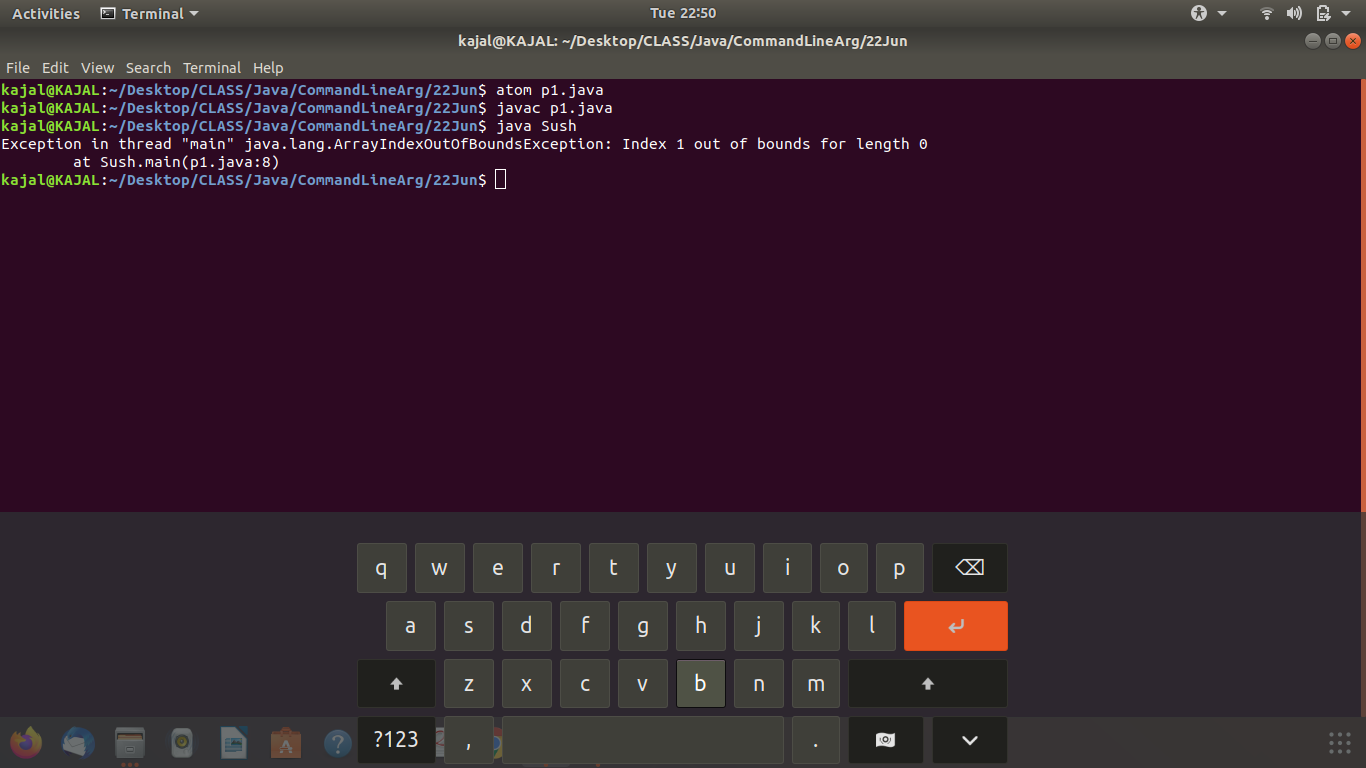 Activities Terminal Tue 22:50
kajal@KAJAL: ~/Desktop/CLASS/Java/CommandLineArg/22Jun
File Edit View Search Terminal Help
kajal@KAJAL:~/Desktop/CLASS/Java/CommandLineArg/22Jun$ atom p1.java
kajal@KAJAL:~/Desktop/CLASS/Java/CommandLineArg/22Jun$ javac p1.java
kajal@KAJAL:~/Desktop/CLASS/Java/CommandLineArg/22Jun$ java Sush
Exception in thread "main" java.lang.ArrayIndexOutOfBoundsException: Index 1 out of bounds for length 0
at Sush.main(p1.java:8)
kajal@KAJAL:~/Desktop/CLASS/Java/CommandLineArg/22Jun$
q w e r t y u i o p
a s d f g h j k l
z x c v b n m
?123 , .